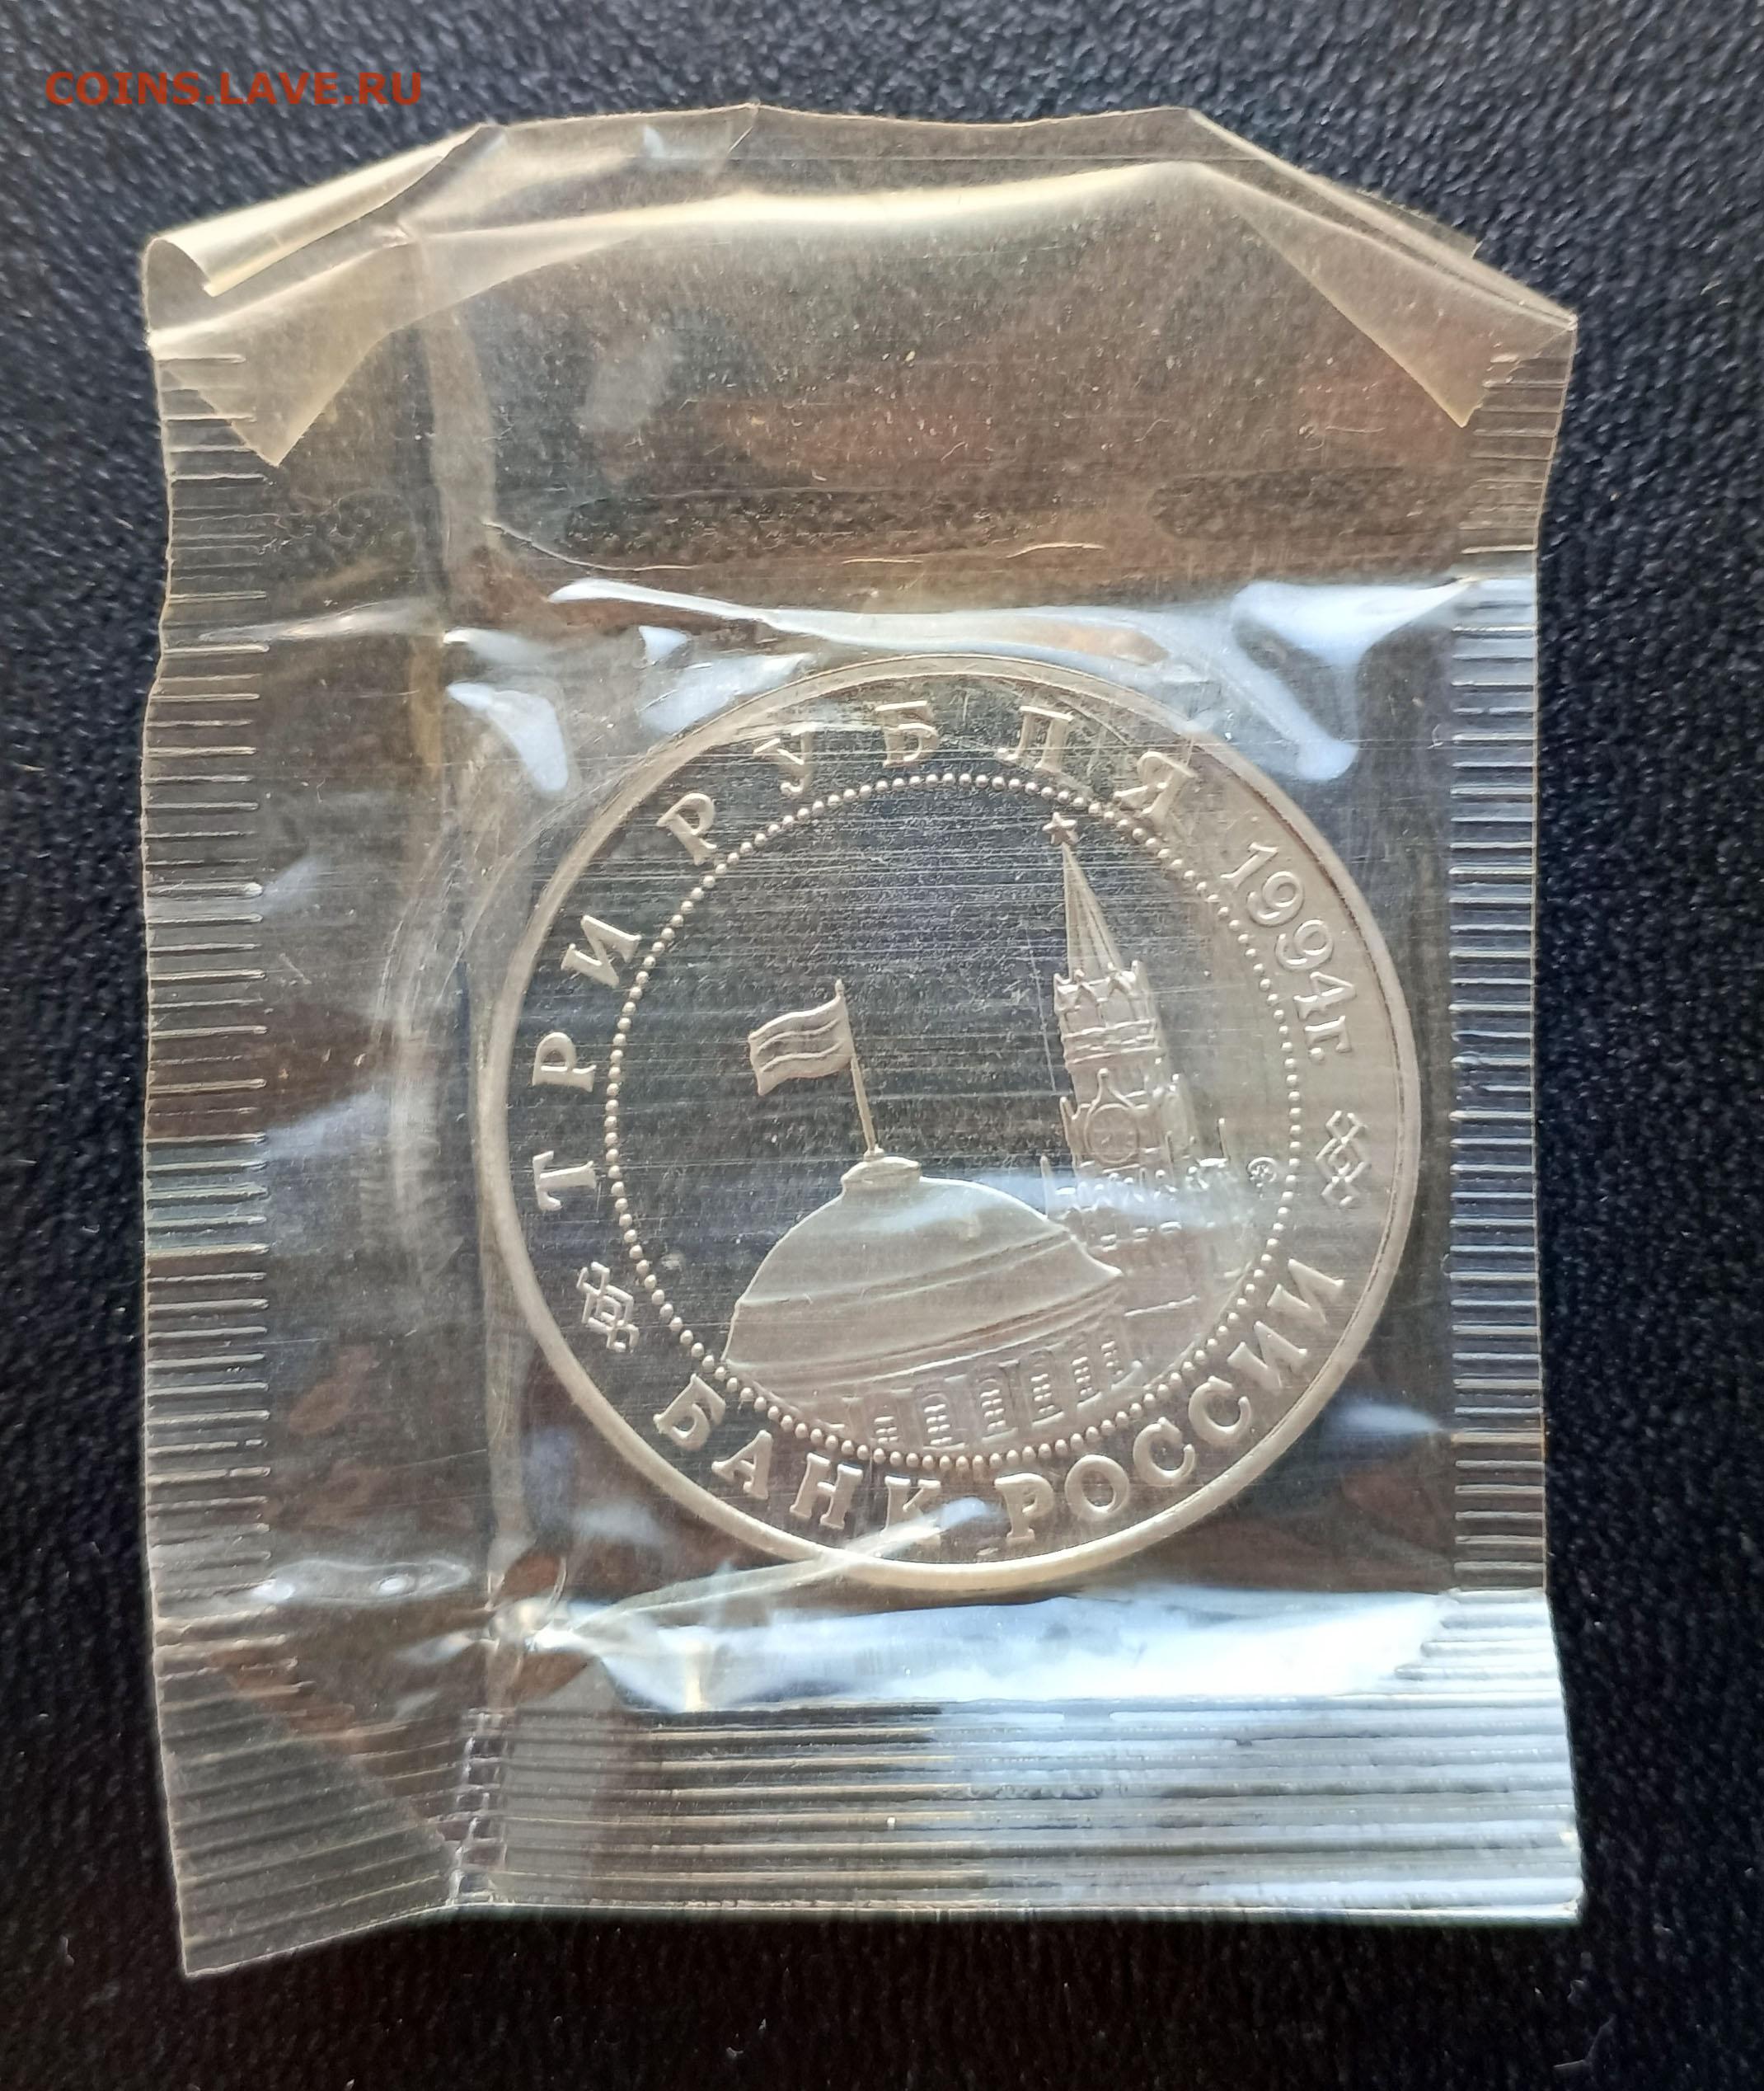 COINS.LAVE.RU
ТРИ РУБЛЯ 1994г.
БАНК РОССИИ